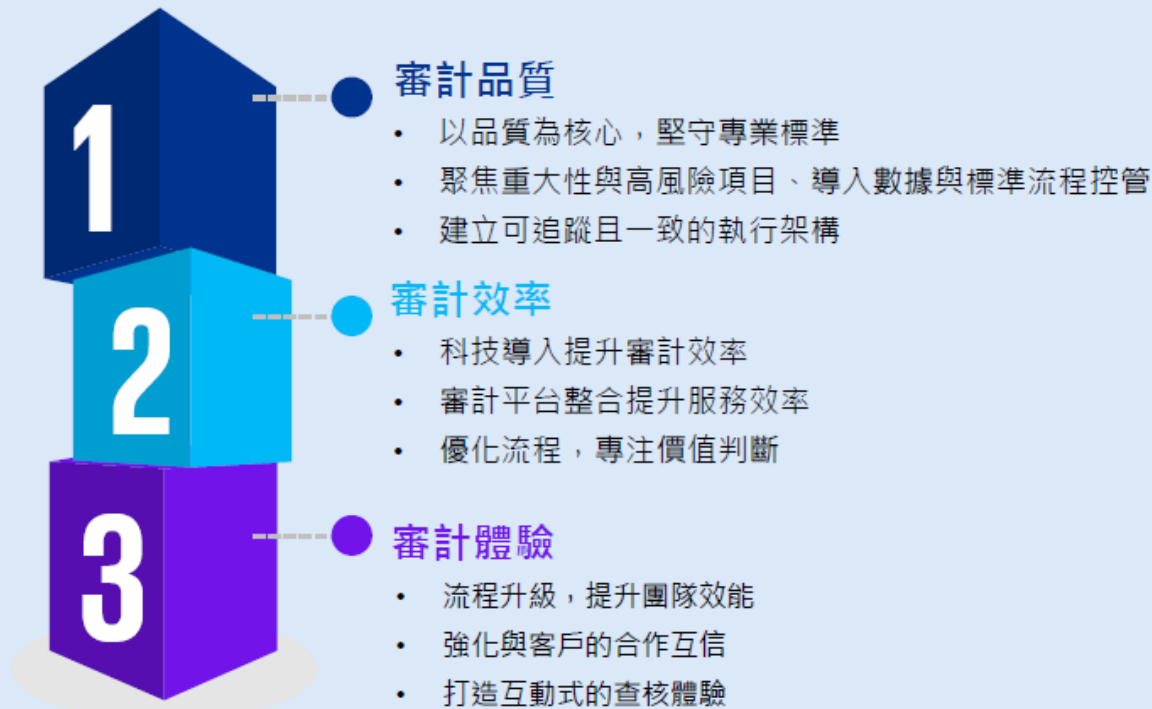 1
審計品質
• 以品質為核心，堅守專業標準
• 聚焦重大性與高風險項目、導入數據與標準流程控管
• 建立可追蹤且一致的執行架構
2
審計效率
• 科技導入提升審計效率
• 審計平台整合提升服務效率
• 優化流程，專注價值判斷
3
審計體驗
• 流程升級，提升團隊效能
• 強化與客戶的合作互信
• 打造互動式的查核體驗